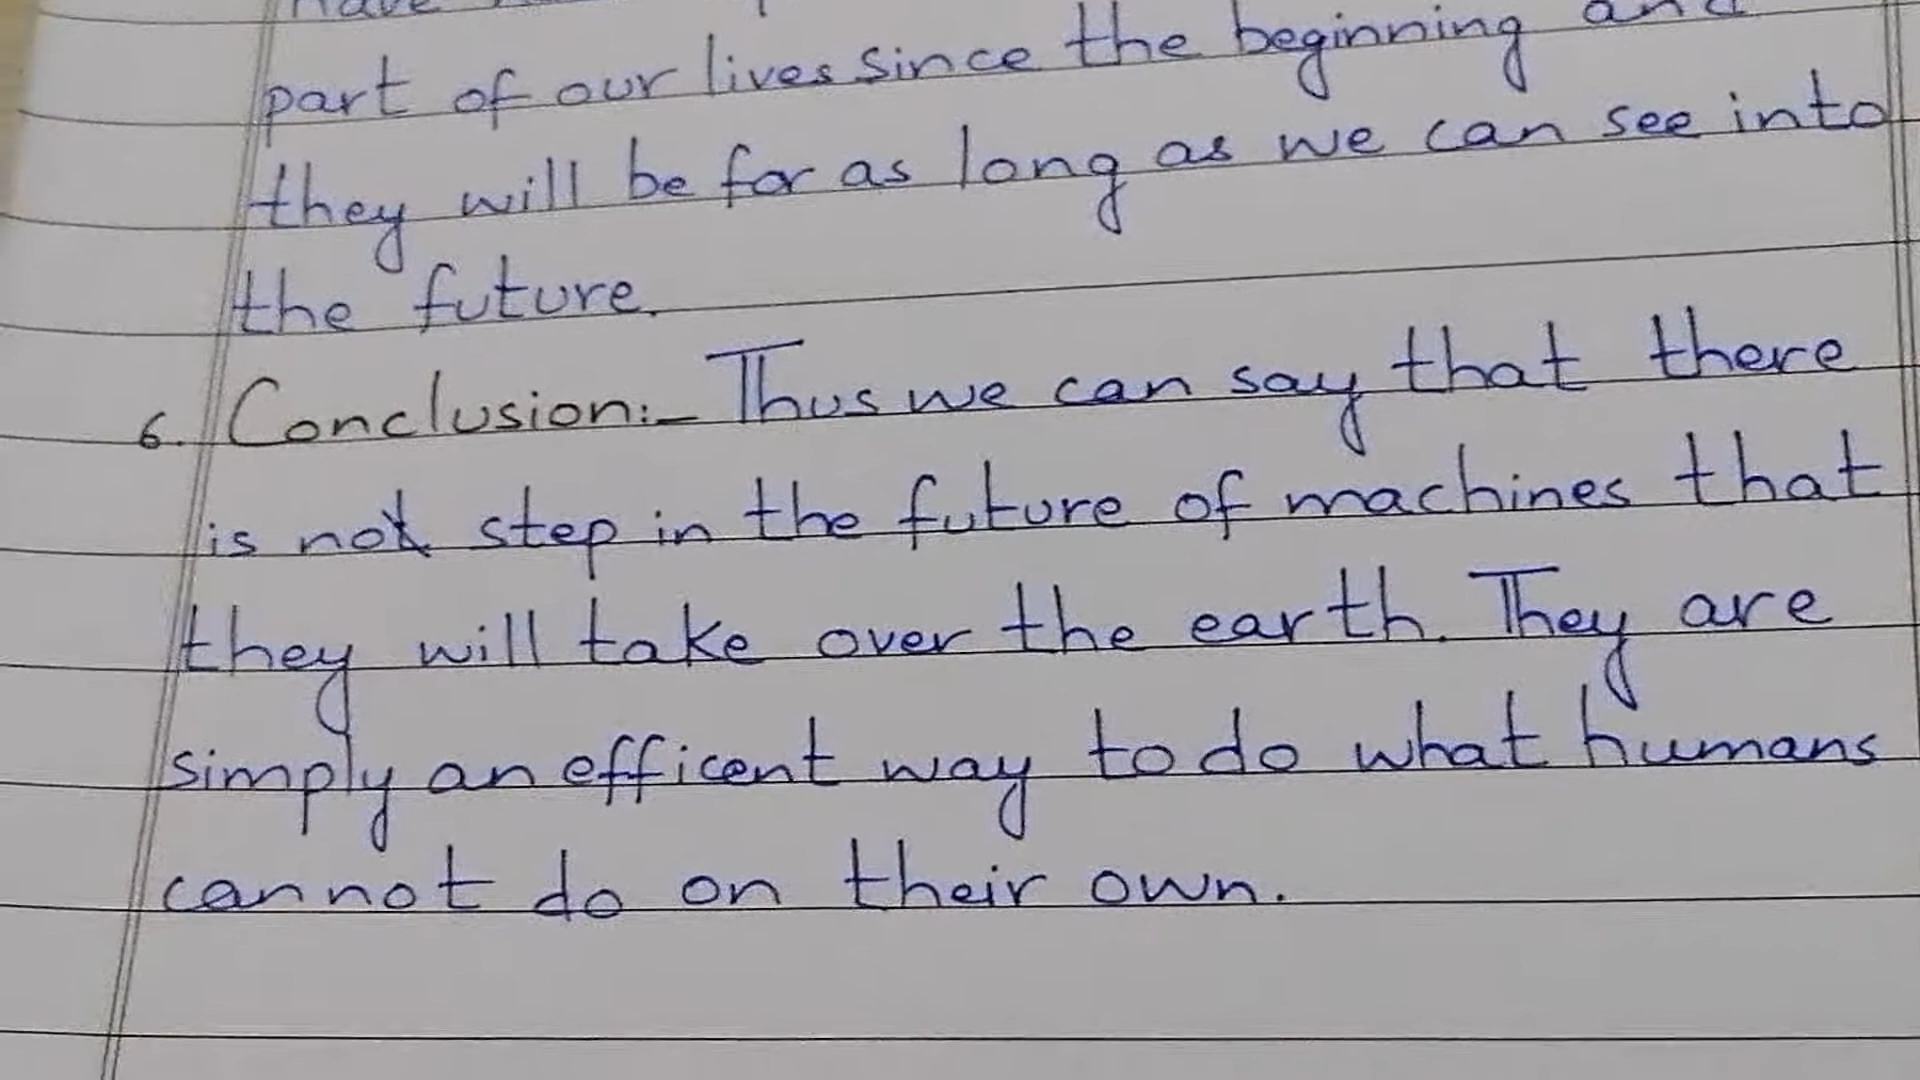 part of our lives since the beginning and
they will be for as long as we can see into
the future.
6. Conclusion:- Thus we can say that there
is not step in the future of machines that
they will take over the earth. They are
simply an efficent way to do what humans
cannot do on their own.